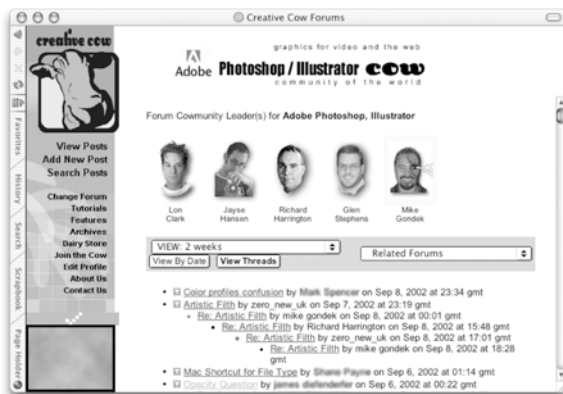 Creative Cow Forums
creative cow
graphics for video and the web
Adobe Photoshop / Illustrator COW
community of the world
Forum Cowmunity Leader(s) for Adobe Photoshop, Illustrator
Lon Clark
Jayse Hansen
Richard Harrington
Glen Stephens
Mike Gondek
Favorites
History
Search
Scrapbook
Page Holder
View Posts
Add New Post
Search Posts
Change Forum
Tutorials
Features
Archives
Dairy Store
Join the Cow
Edit Profile
About Us
Contact Us
VIEW: 2 weeks
Related Forums
View By Date
View Threads
Color profiles confusion by Mark Spencer on Sep 8, 2002 at 23:34 gmt
Artistic Filth by zero_new_uk on Sep 7, 2002 at 23:19 gmt
Re: Artistic Filth by mike gondek on Sep 8, 2002 at 00:01 gmt
Re: Artistic Filth by Richard Harrington on Sep 8, 2002 at 15:48 gmt
Re: Artistic Filth by zero_new_uk on Sep 8, 2002 at 17:01 gmt
Re: Artistic Filth by mike gondek on Sep 8, 2002 at 18:28
gmt
Mac Shortcut for File Type by Shane Payne on Sep 6, 2002 at 01:14 gmt
Opacity Question by james diefenderfer on Sep 6, 2002 at 00:22 gmt